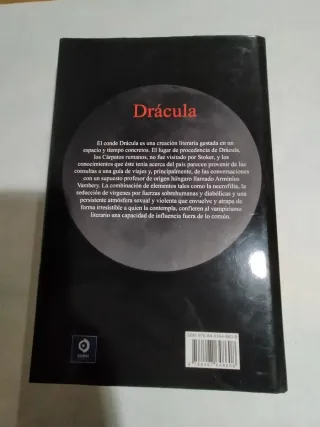 Drácula
El conde Drácula es una creación literaria gestada en un
espacio y tiempo concretos. El lugar de procedencia de Drácula,
los Cárpatos rumanos, no fue visitado por Stoker, y los
conocimientos que éste tenía acerca del país parecen provenir de las
consultas a una guía de viajes y, principalmente, de las conversaciones
con un supuesto profesor de origen húngaro llamado Arminius
Vambery. La combinación de elementos tales como la necrofilia, la
seducción de vírgenes por fuerzas sobrehumanas y diabólicas y una
persistente atmósfera sexual y violenta que envuelve y atrapa de
forma irresistible a quien la contempla, confieren al vampirismo
literario una capacidad de influencia fuera de lo común.